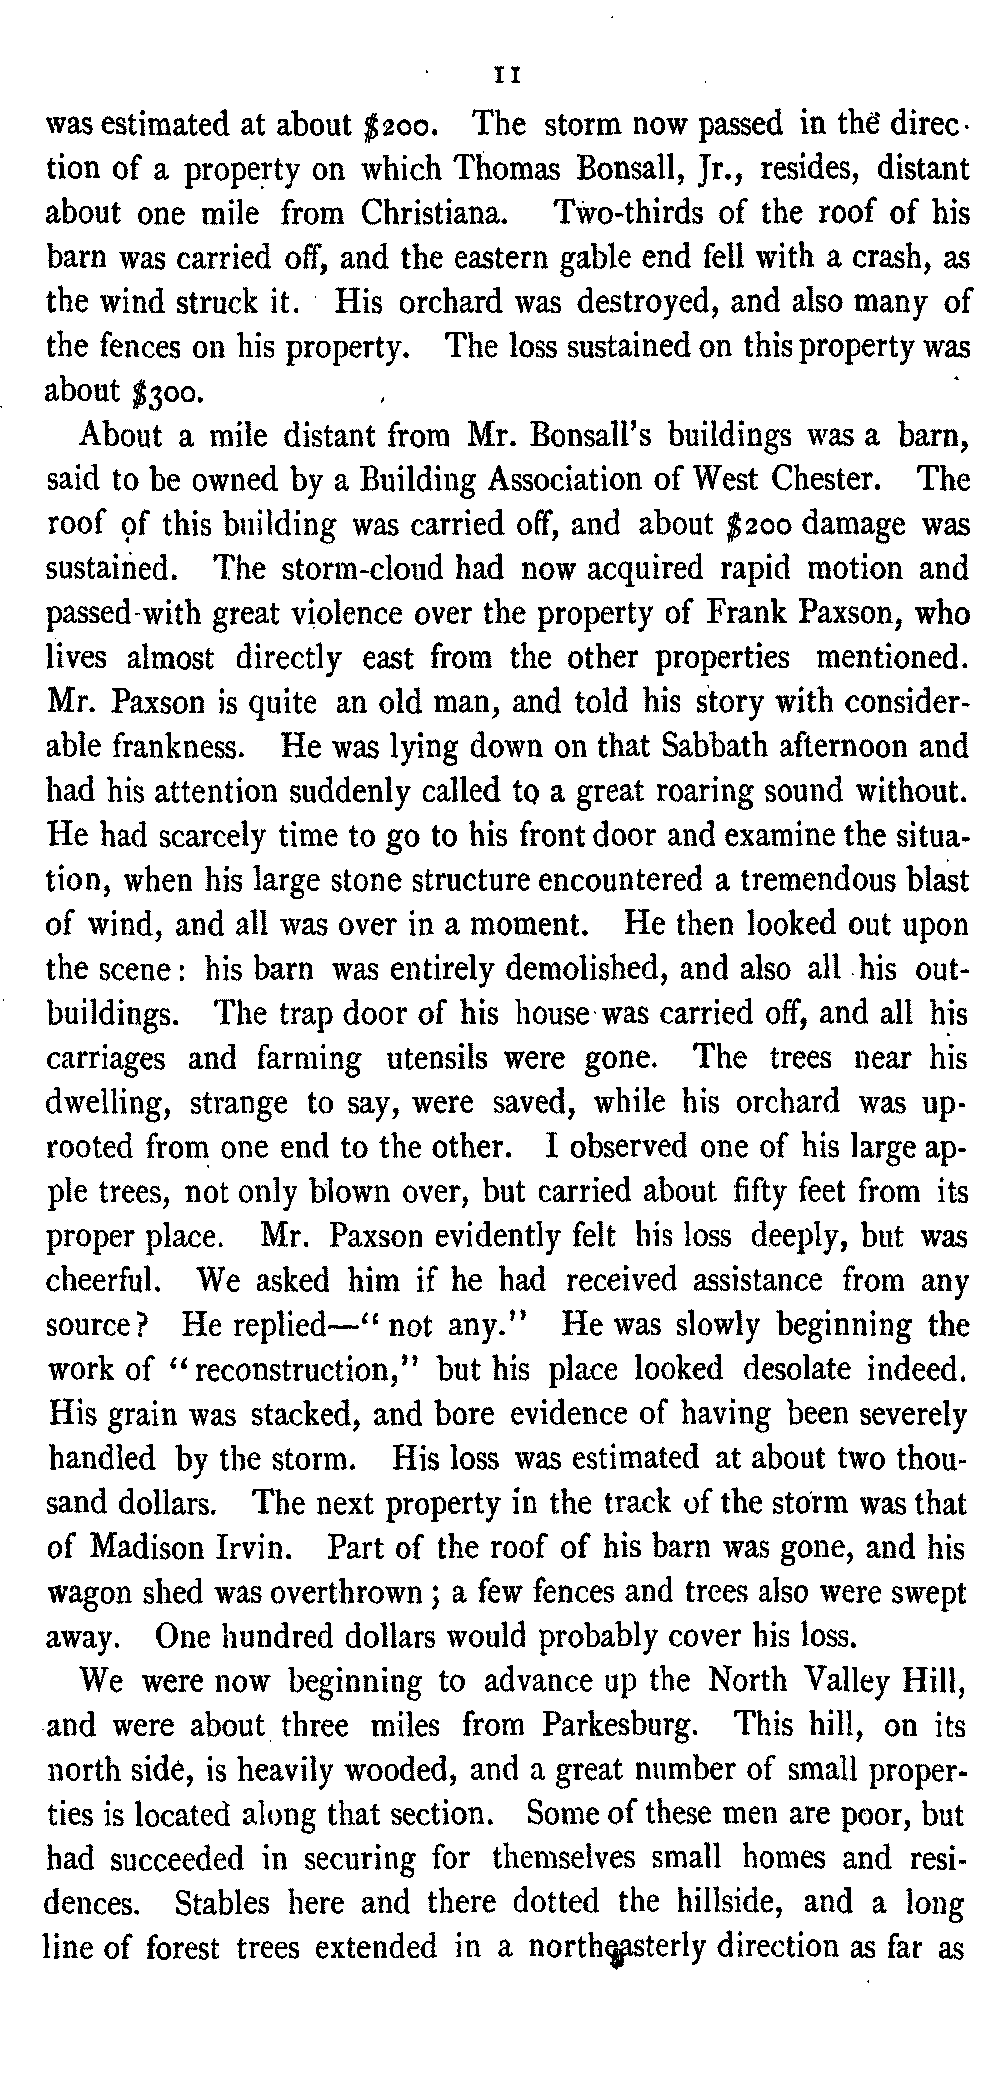 11
was estimated at about $200. The storm now passed in the direc-
tion of a property on which Thomas Bonsall, Jr., resides, distant
about one mile from Christiana. Two-thirds of the roof of his
barn was carried off, and the eastern gable end fell with a crash, as
the wind struck it. His orchard was destroyed, and also many of
the fences on his property. The loss sustained on this property was
about $300.
About a mile distant from Mr. Bonsall's buildings was a barn,
said to be owned by a Building Association of West Chester. The
roof of this building was carried off, and about $200 damage was
sustained. The storm-cloud had now acquired rapid motion and
passed with great violence over the property of Frank Paxson, who
lives almost directly east from the other properties mentioned.
Mr. Paxson is quite an old man, and told his story with consider-
able frankness. He was lying down on that Sabbath afternoon and
had his attention suddenly called to a great roaring sound without.
He had scarcely time to go to his front door and examine the situa-
tion, when his large stone structure encountered a tremendous blast
of wind, and all was over in a moment. He then looked out upon
the scene: his barn was entirely demolished, and also all his out-
buildings. The trap door of his house was carried off, and all his
carriages and farming utensils were gone. The trees near his
dwelling, strange to say, were saved, while his orchard was up-
rooted from one end to the other. I observed one of his large ap-
ple trees, not only blown over, but carried about fifty feet from its
proper place. Mr. Paxson evidently felt his loss deeply, but was
cheerful. We asked him if he had received assistance from any
source? He replied—"not any." He was slowly beginning the
work of "reconstruction," but his place looked desolate indeed.
His grain was stacked, and bore evidence of having been severely
handled by the storm. His loss was estimated at about two thou-
sand dollars. The next property in the track of the storm was that
of Madison Irvin. Part of the roof of his barn was gone, and his
wagon shed was overthrown; a few fences and trees also were swept
away. One hundred dollars would probably cover his loss.
We were now beginning to advance up the North Valley Hill,
and were about three miles from Parkesburg. This hill, on its
north side, is heavily wooded, and a great number of small proper-
ties is located along that section. Some of these men are poor, but
had succeeded in securing for themselves small homes and resi-
dences. Stables here and there dotted the hillside, and a long
line of forest trees extended in a northeasterly direction as far as